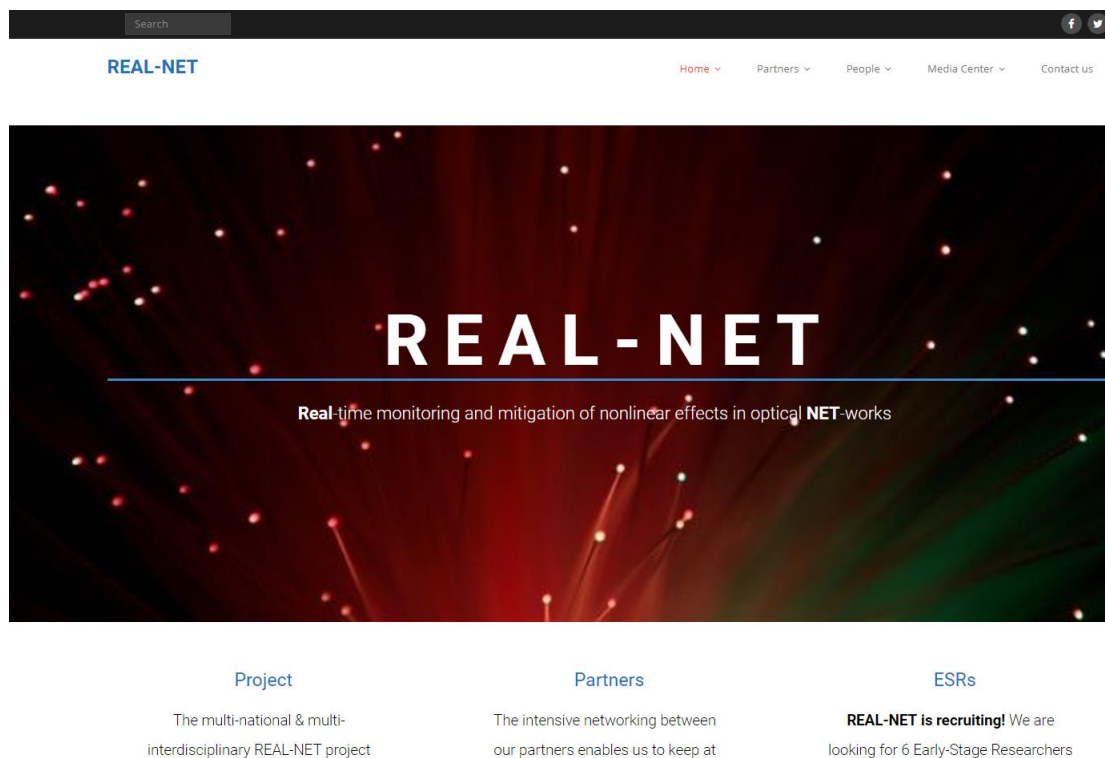 Search
REAL-NET
Home Partners People Media Center Contact us
REAL-NET
Real-time monitoring and mitigation of nonlinear effects in optical NET-works
Project
The multi-national & multi-
interdisciplinary REAL-NET project
Partners
The intensive networking between
our partners enables us to keep at
ESRs
REAL-NET is recruiting! We are
looking for 6 Early-Stage Researchers